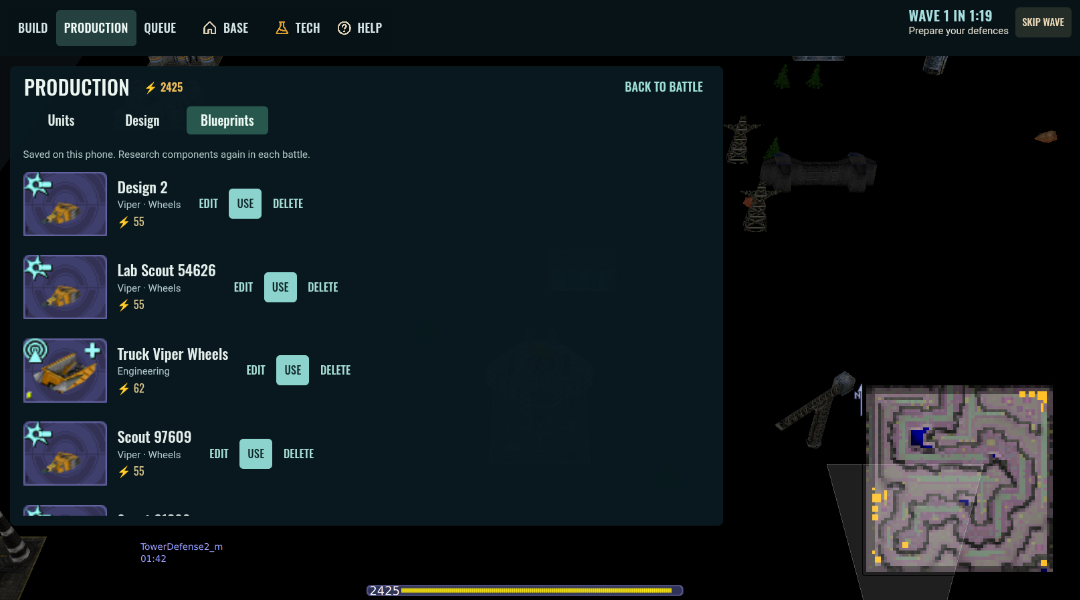 BUILD PRODUCTION QUEUE BASE TECH HELP
WAVE 1 IN 1:19
Prepare your defences
SKIP WAVE
PRODUCTION 2425
BACK TO BATTLE
Units Design Blueprints
Saved on this phone. Research components again in each battle.
Design 2
Viper · Wheels
55
EDIT USE DELETE
Lab Scout 54626
Viper · Wheels
55
EDIT USE DELETE
Truck Viper Wheels
Engineering
62
EDIT USE DELETE
Scout 97609
Viper · Wheels
55
EDIT USE DELETE
N
TowerDefense2_m
01:42
2425